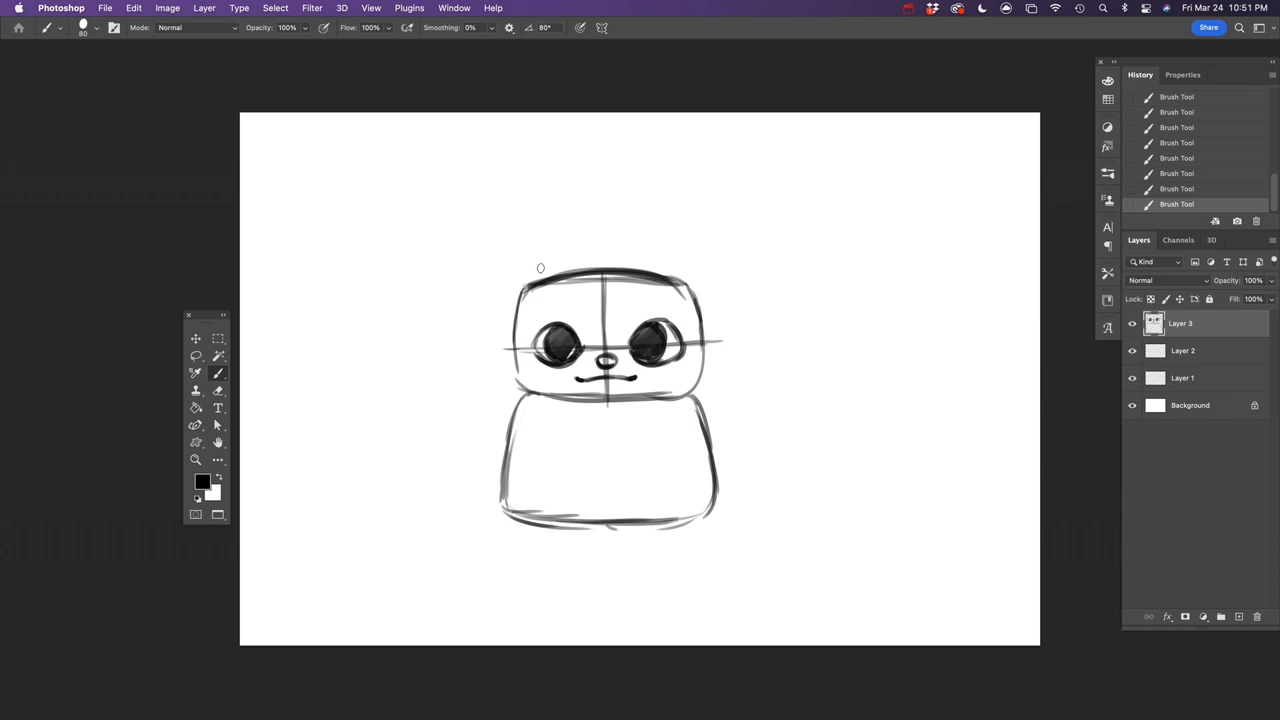 Photoshop File Edit Image Layer Type Select Filter 3D View Plugins Window Help Fri Mar 24 10:51 PM
80 Mode: Normal Opacity: 100% Flow: 100% Smoothing: 0% 80° Share
History Properties
Brush Tool
Brush Tool
Brush Tool
Brush Tool
Brush Tool
Brush Tool
Brush Tool
Brush Tool
Layers Channels 3D
Kind
Normal Opacity: 100%
Lock: Fill: 100%
Layer 3
Layer 2
Layer 1
Background